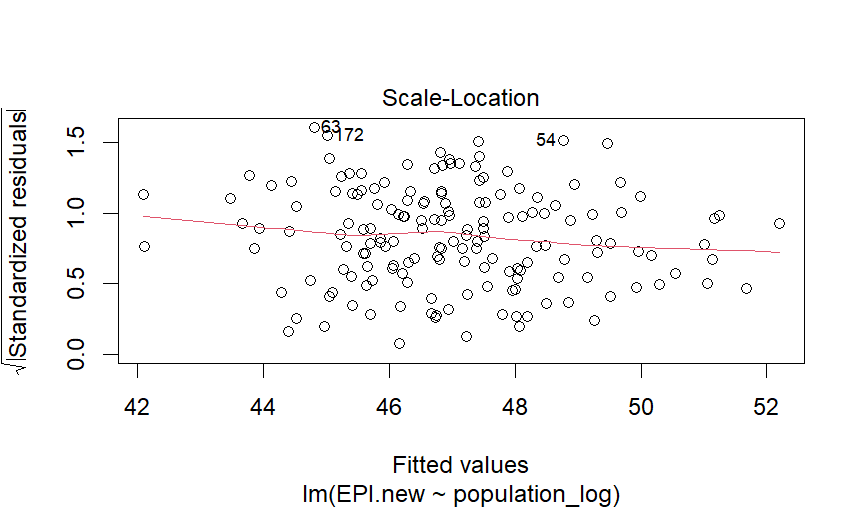 Scale-Location
√|Standardized residuals|
1.5
1.0
0.5
0.0
63
172
54
42 44 46 48 50 52
Fitted values
lm(EPI.new ~ population_log)